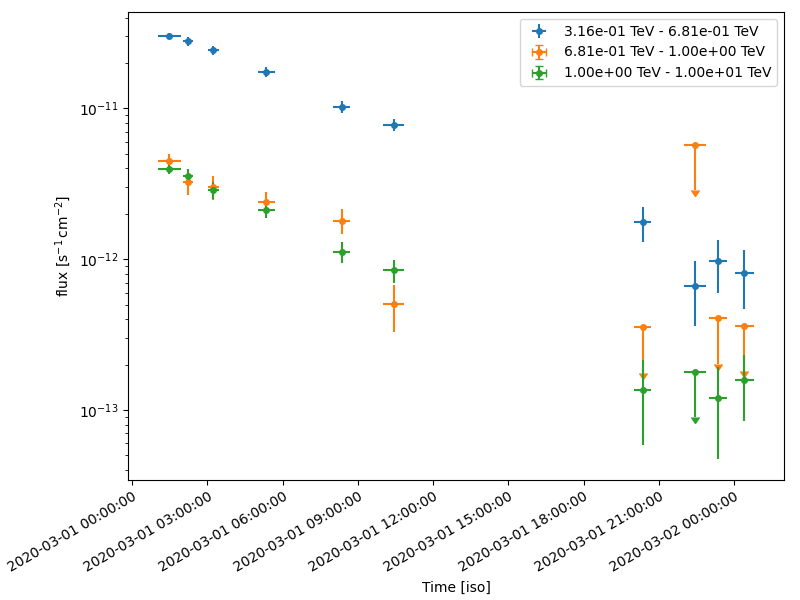 3.16e-01 TeV - 6.81e-01 TeV
6.81e-01 TeV - 1.00e+00 TeV
1.00e+00 TeV - 1.00e+01 TeV
flux [s⁻¹ cm⁻²]
10⁻¹¹
10⁻¹²
10⁻¹³
2020-03-01 00:00:00
2020-03-01 03:00:00
2020-03-01 06:00:00
2020-03-01 09:00:00
2020-03-01 12:00:00
2020-03-01 15:00:00
2020-03-01 18:00:00
2020-03-01 21:00:00
2020-03-02 00:00:00
Time [iso]